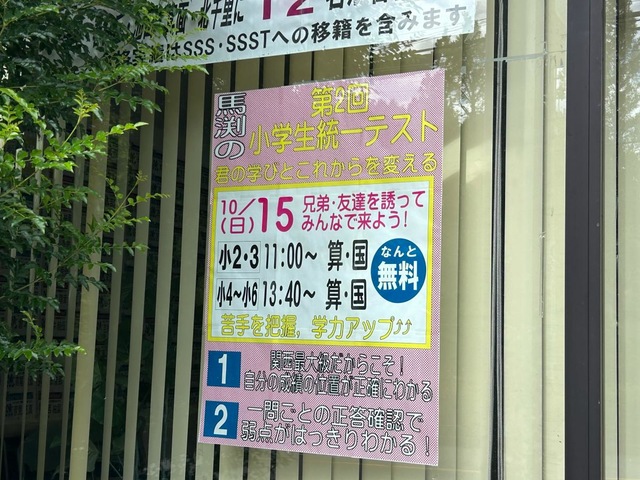 北千里に 12
はSSS・SSSTへの移籍を含みます
馬渕の
第2回
小学生統一テスト
君の学びとこれからを変える
10/15(日)
兄弟・友達を誘って
みんなで来よう!
小2・3 11:00～ 算・国
小4～小6 13:40～ 算・国
なんと
無料
苦手を把握,学力アップ⤴⤴
1 関西最大級だからこそ!
自分の成績の位置が正確にわかる
2 一問ごとの正答確認で
弱点がはっきりわかる!